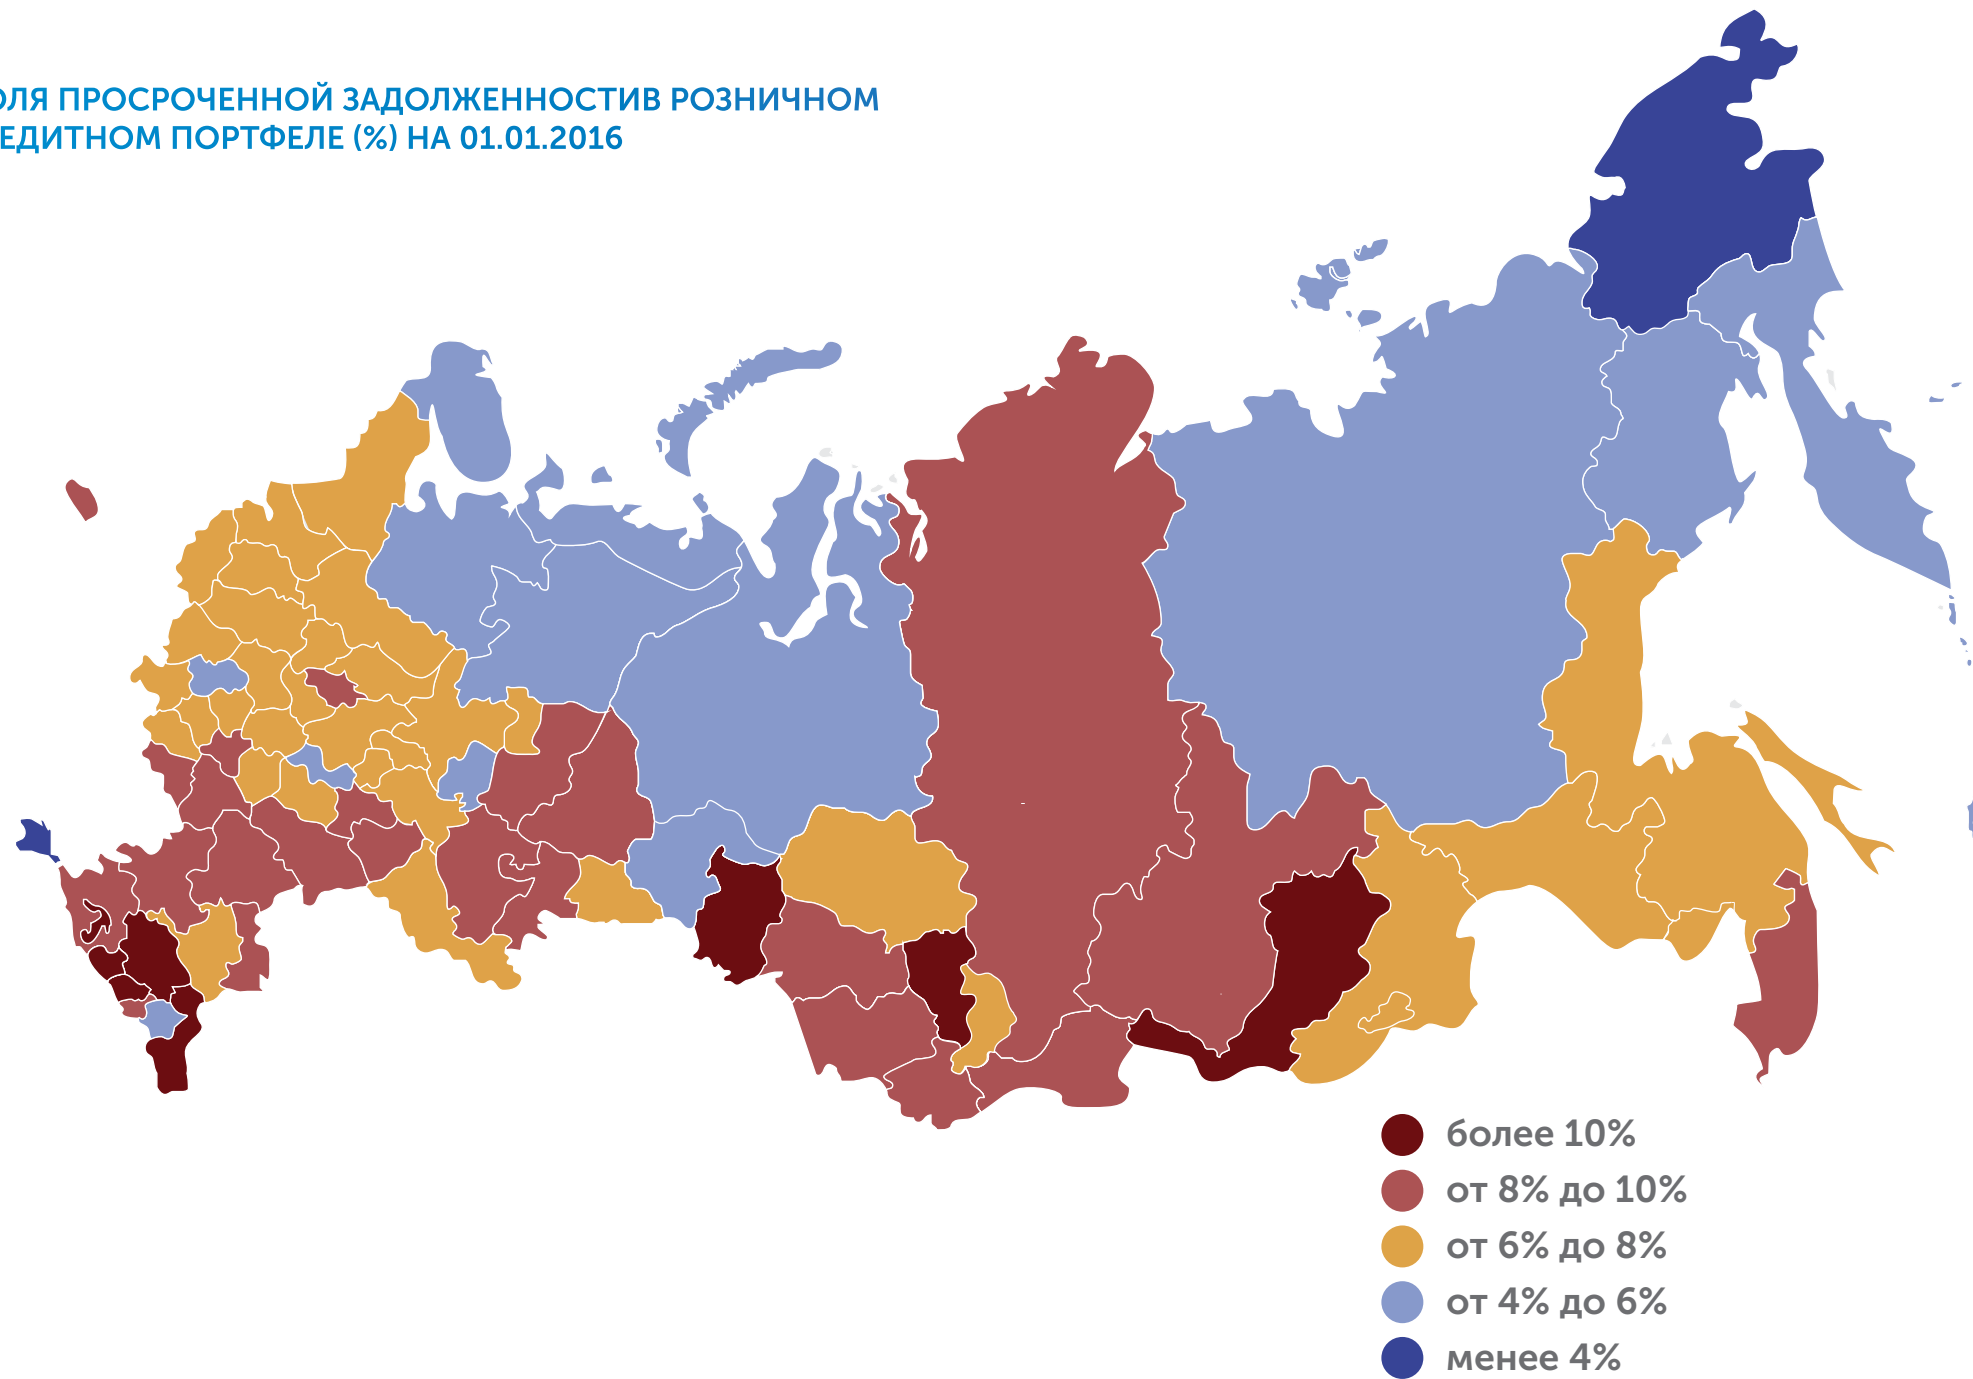 ОЛЯ ПРОСРОЧЕННОЙ ЗАДОЛЖЕННОСТИВ РОЗНИЧНОМ
ЕДИТНОМ ПОРТФЕЛЕ (%) НА 01.01.2016
более 10%
от 8% до 10%
от 6% до 8%
от 4% до 6%
менее 4%